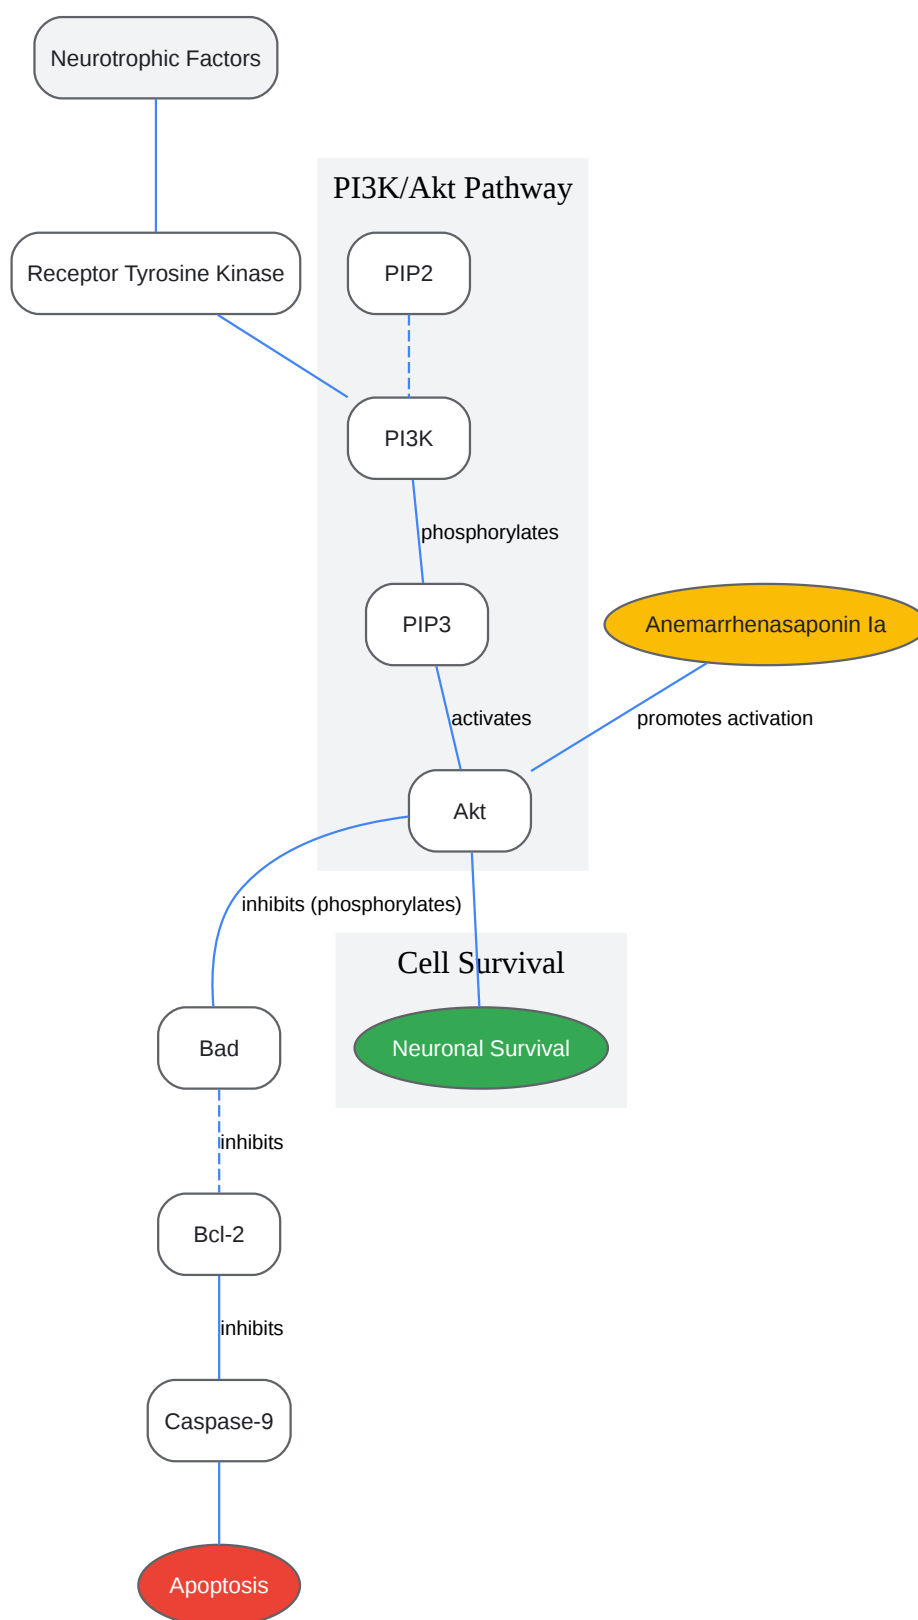 Neurotrophic Factors
PI3K/Akt Pathway
Receptor Tyrosine Kinase
PIP2
PI3K
phosphorylates
PIP3
Anemarrhenasaponin Ia
activates
promotes activation
Akt
inhibits (phosphorylates)
Cell Survival
Bad
Neuronal Survival
inhibits
Bcl-2
inhibits
Caspase-9
Apoptosis